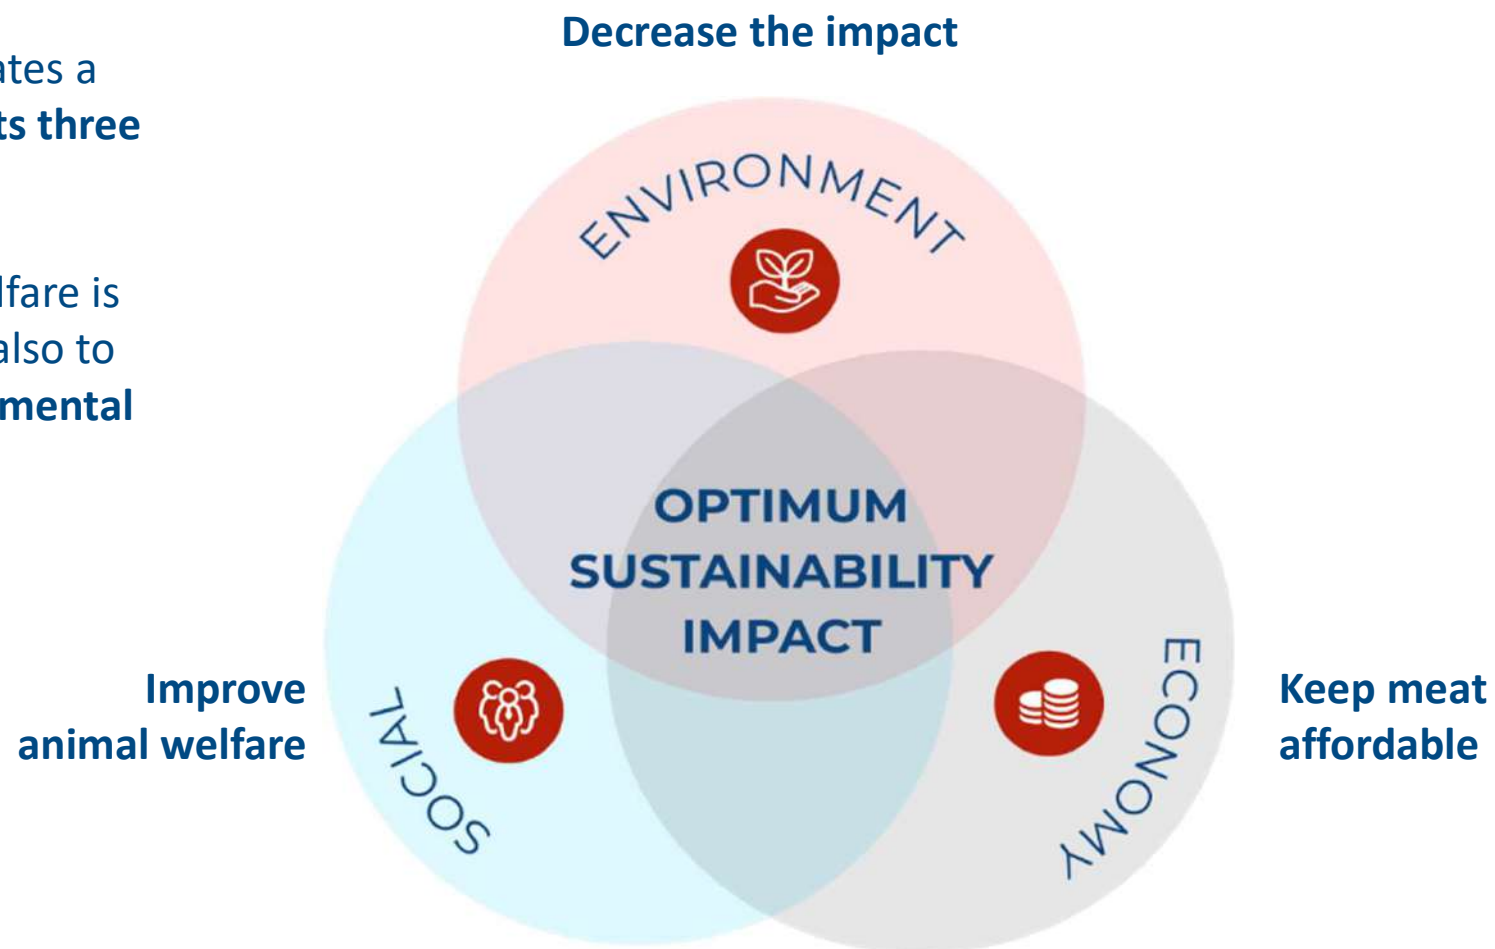 Decrease the impact
ates a
ts three
lfare is
also to
mental
ENVIRONMENT
OPTIMUM
SUSTAINABILITY
IMPACT
Improve
animal welfare
SOCIAL
ECONOMY
Keep meat
affordable